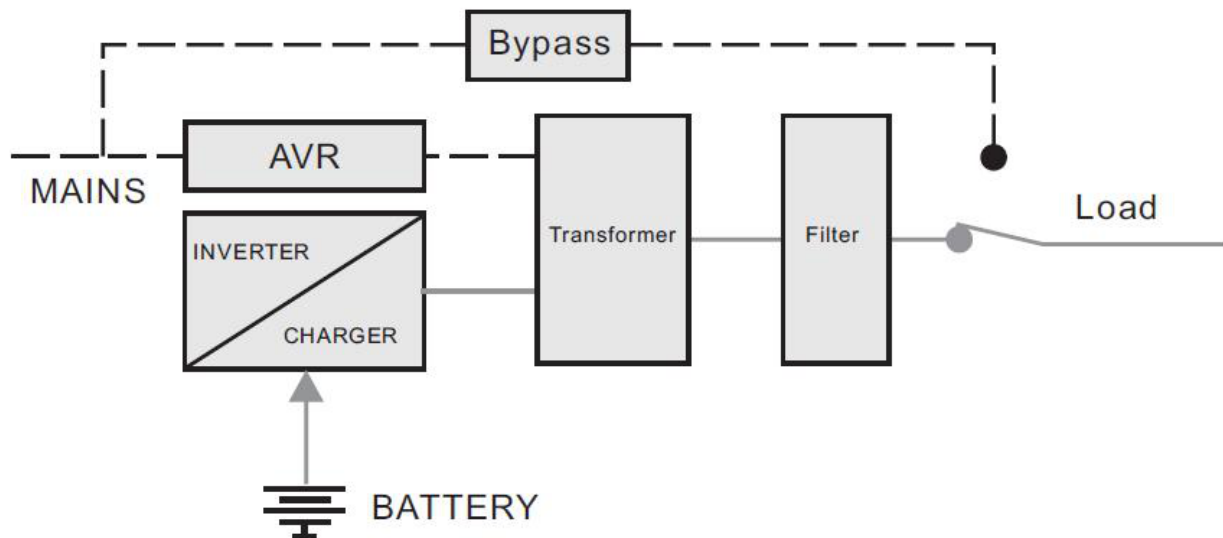 Bypass
AVR
MAINS
INVERTER
CHARGER
Transformer
Filter
Load
BATTERY